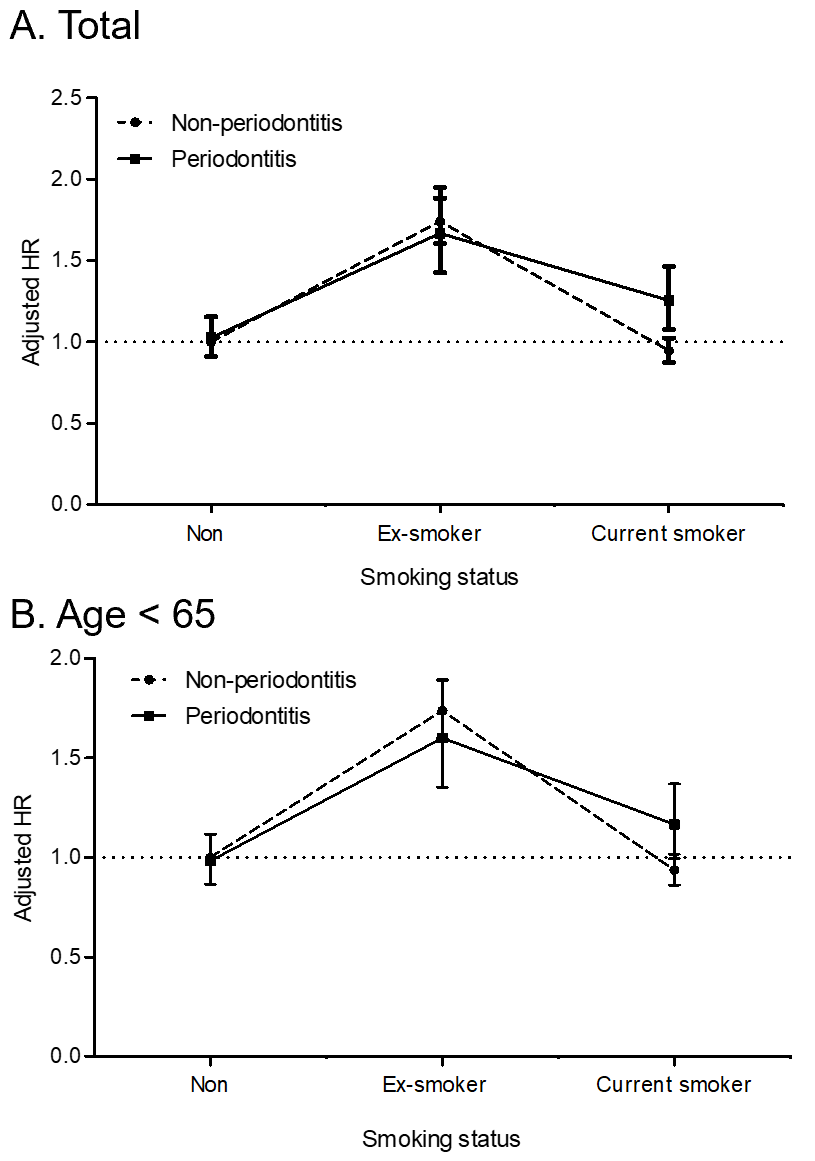 A. Total
2.5
Non-periodontitis
Periodontitis
2.0
1.5
Adjusted HR
1.0
0.5
0.0
Non Ex-smoker Current smoker
Smoking status
B. Age < 65
2.0
Non-periodontitis
Periodontitis
1.5
Adjusted HR
1.0
0.5
0.0
Non Ex-smoker Current smoker
Smoking status